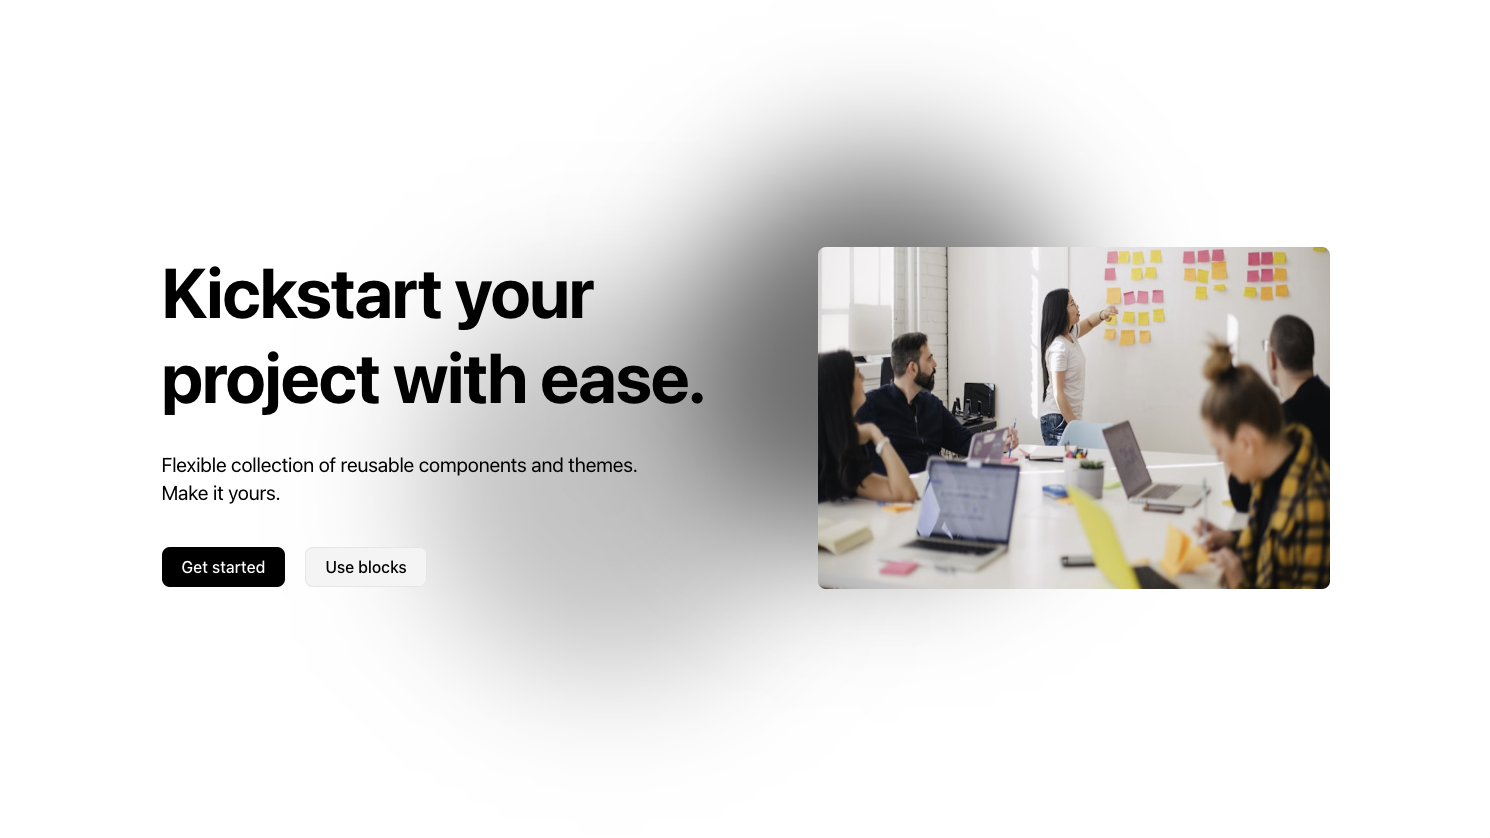 Kickstart your
project with ease.
Flexible collection of reusable components and themes.
Make it yours.
Get started
Use blocks